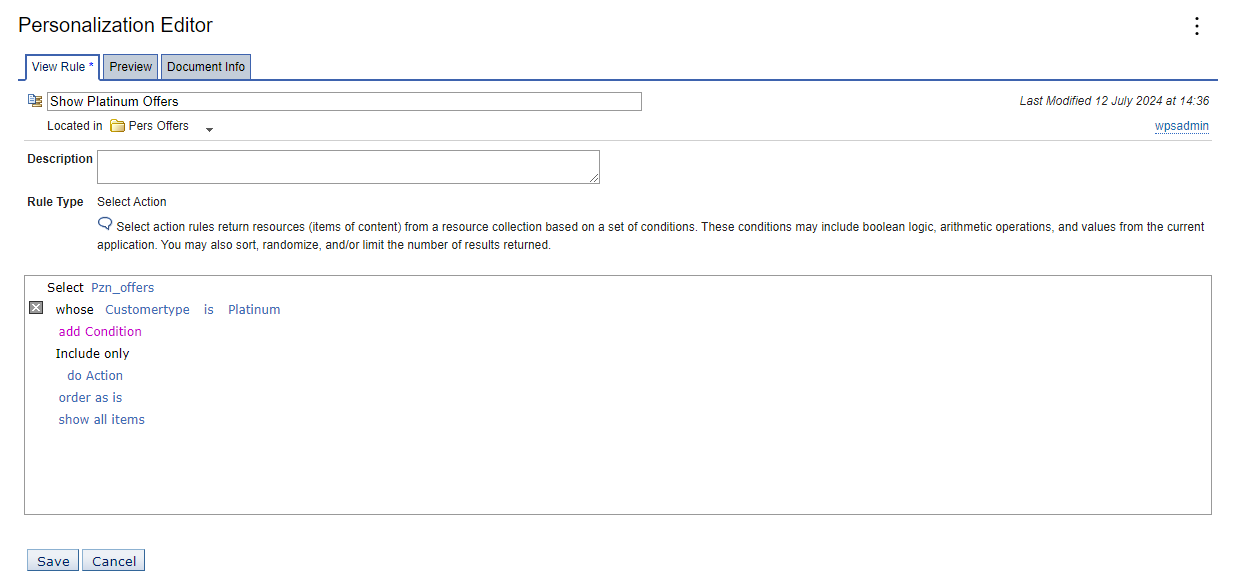 Personalization Editor
View Rule * Preview Document Info
Show Platinum Offers Last Modified 12 July 2024 at 14:36
Located in Pers Offers wpsadmin
Description
Rule Type Select Action
Select action rules return resources (items of content) from a resource collection based on a set of conditions. These conditions may include boolean logic, arithmetic operations, and values from the current
application. You may also sort, randomize, and/or limit the number of results returned.
Select Pzn_offers
whose Customertype is Platinum
add Condition
Include only
do Action
order as is
show all items
Save Cancel